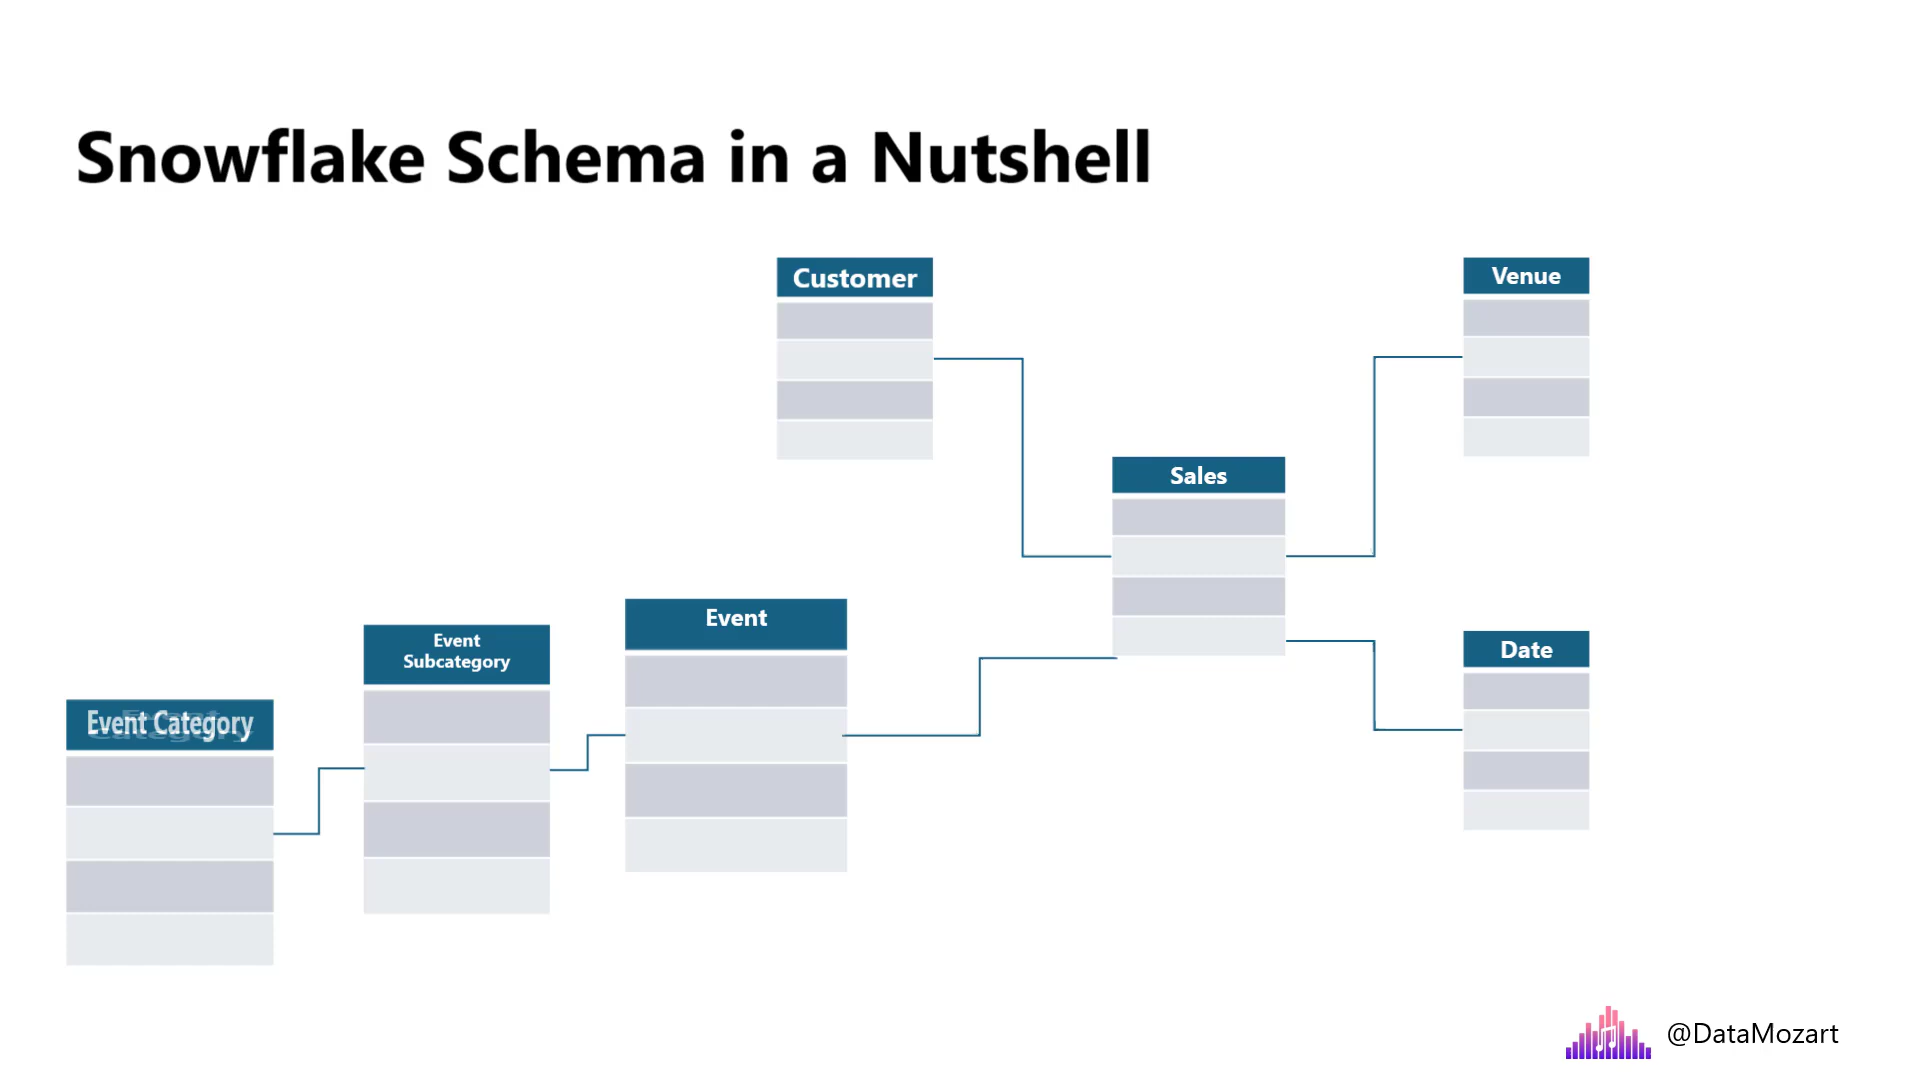 Snowflake Schema in a Nutshell
Customer
Venue
Sales
Event
Event
Subcategory
Date
Event Category
@DataMozart